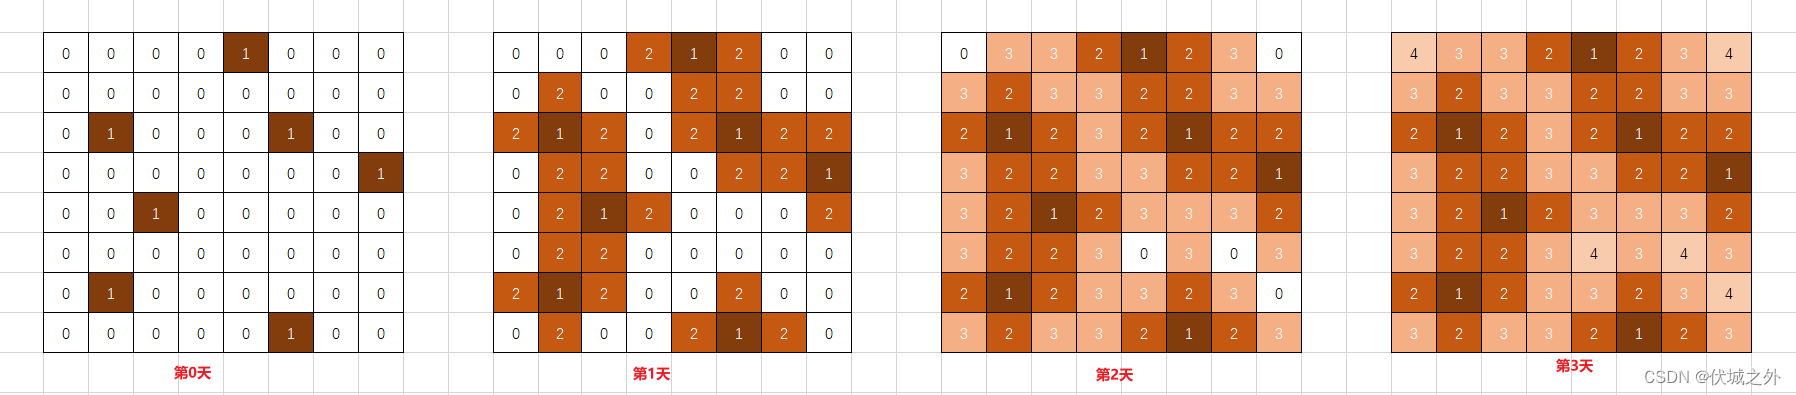 0 0 0 0 1 0 0 0
0 0 0 0 0 0 0 0
0 1 0 0 0 1 0 0
0 0 0 0 0 0 0 1
0 0 1 0 0 0 0 0
0 0 0 0 0 0 0 0
0 1 0 0 0 0 0 0
0 0 0 0 0 1 0 0
第0天
0 0 0 2 1 2 0 0
0 2 0 0 2 2 0 0
2 1 2 0 2 1 2 2
0 2 2 0 0 2 2 1
0 2 1 2 0 0 0 2
0 2 2 0 0 0 0 0
2 1 2 0 0 2 0 0
0 2 0 0 2 1 2 0
第1天
0 3 3 2 1 2 3 0
3 2 3 3 2 2 3 3
2 1 2 3 2 1 2 2
3 2 2 3 3 2 2 1
3 2 1 2 3 3 3 2
3 2 2 3 0 3 0 3
2 1 2 3 3 2 3 0
3 2 3 3 2 1 2 3
第2天
4 3 3 2 1 2 3 4
3 2 3 3 2 2 3 3
2 1 2 3 2 1 2 2
3 2 2 3 3 2 2 1
3 2 1 2 3 3 3 2
3 2 2 3 4 3 4 3
2 1 2 3 3 2 3 4
3 2 3 3 2 1 2 3
第3天
CSDN @伏城之外